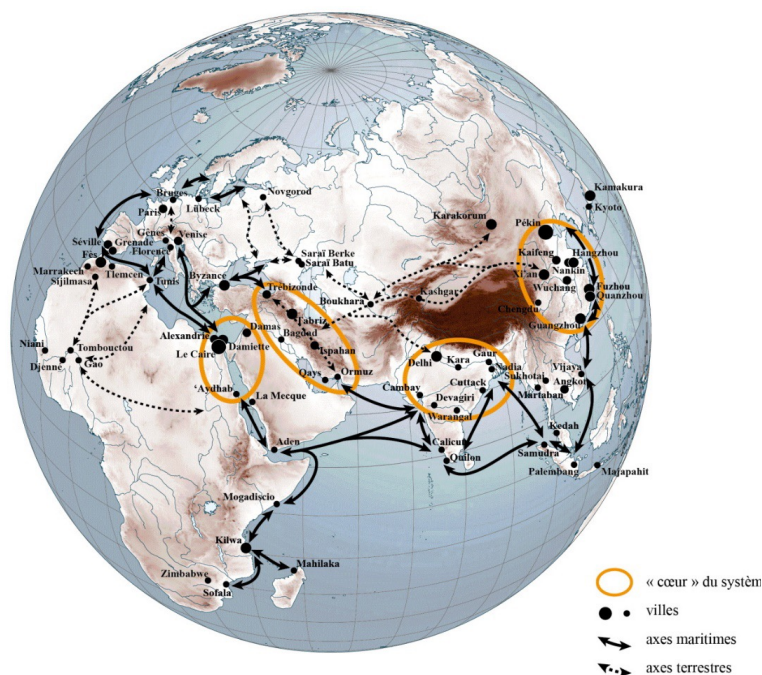 Bruges
Novgorod
Lübeck
Paris
Gênes
Venise
Florence
Séville
Grenade
Fès
Tlemcen
Marrakech
Sijilmasa
Tunis
Byzance
Saraï Berke
Saraï Batu
Trébizonde
Boukhara
Kashgar
Karakorum
Kamakura
Kyoto
Pékin
Kaifeng
Hangzhou
Xi'an
Nankin
Wuchang
Fuzhou
Quanzhou
Chengdu
Guangzhou
Tabriz
Damas
Bagdad
Ispahan
Alexandrie
Damiette
Le Caire
Qays
Ormuz
Niani
Tombouctou
Djenne
Gao
'Aydhab
La Mecque
Aden
Delhi
Kara
Gaur
Nadia
Cambay
Cuttack
Devagiri
Warangal
Calicut
Quilon
Sukhotai
Vijaya
Angkor
Martaban
Kedah
Samudra
Palembang
Majapahit
Mogadiscio
Kilwa
Mahilaka
Zimbabwe
Sofala
« cœur » du systèm
villes
axes maritimes
axes terrestres